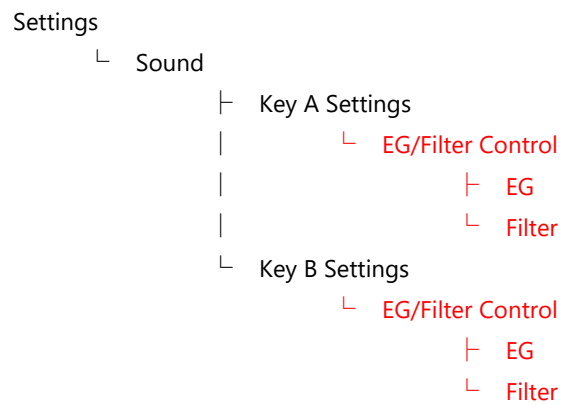 Settings
Sound
Key A Settings
EG/Filter Control
EG
Filter
Key B Settings
EG/Filter Control
EG
Filter